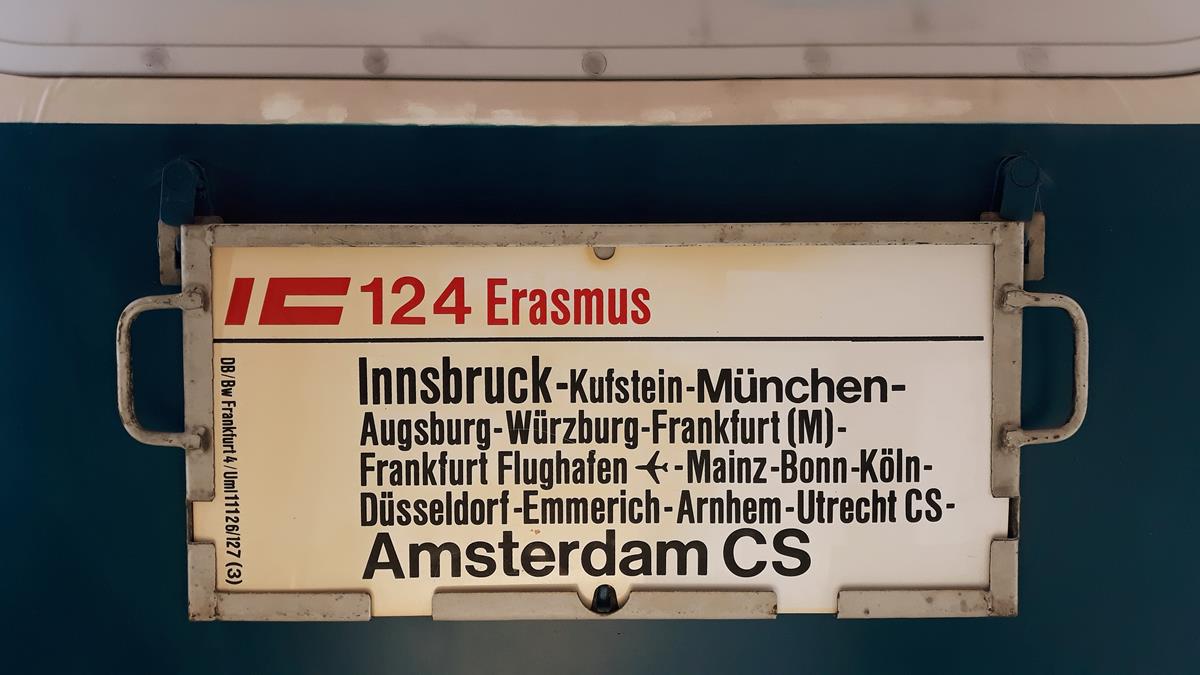 IC 124 Erasmus
Innsbruck-Kufstein-München-
Augsburg-Würzburg-Frankfurt (M)-
Frankfurt Flughafen ✈-Mainz-Bonn-Köln-
Düsseldorf-Emmerich-Arnhem-Utrecht CS-
Amsterdam CS
DB/Bw Frankfurt 4/Uml 11126/127 (3)